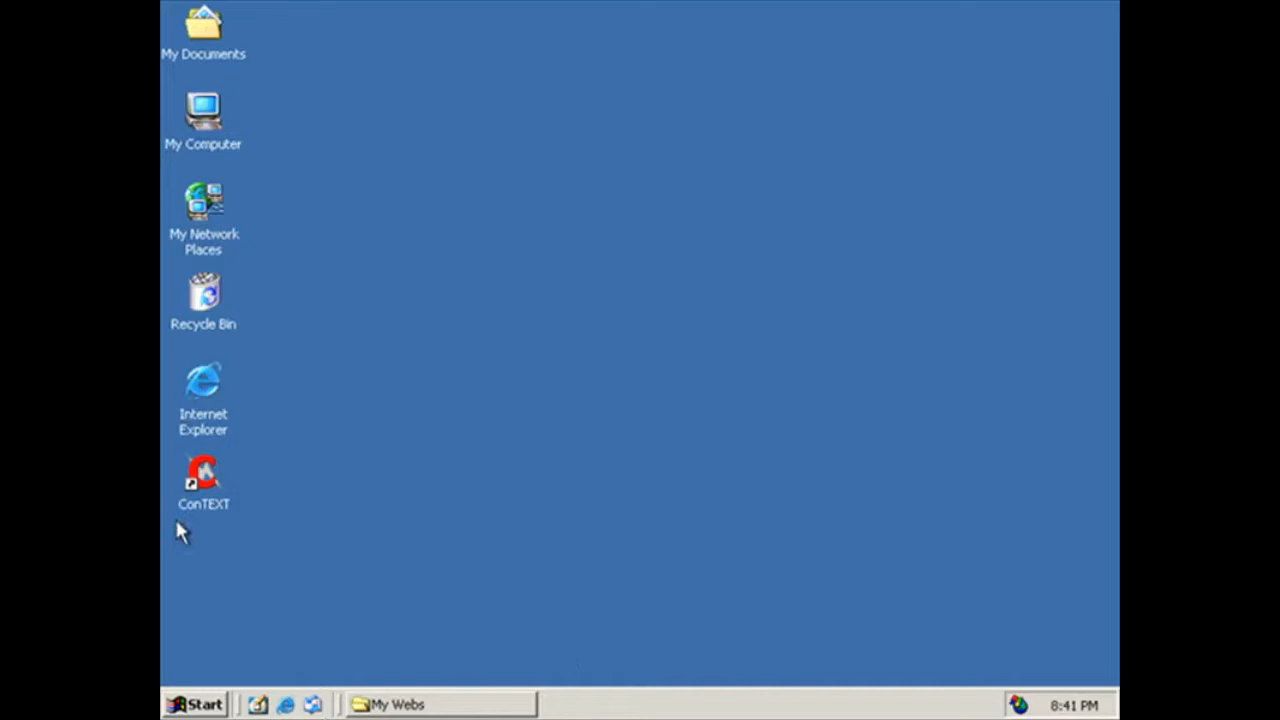 My Documents
My Computer
My Network
Places
Recycle Bin
Internet
Explorer
ConTEXT
Start
My Webs
8:41 PM